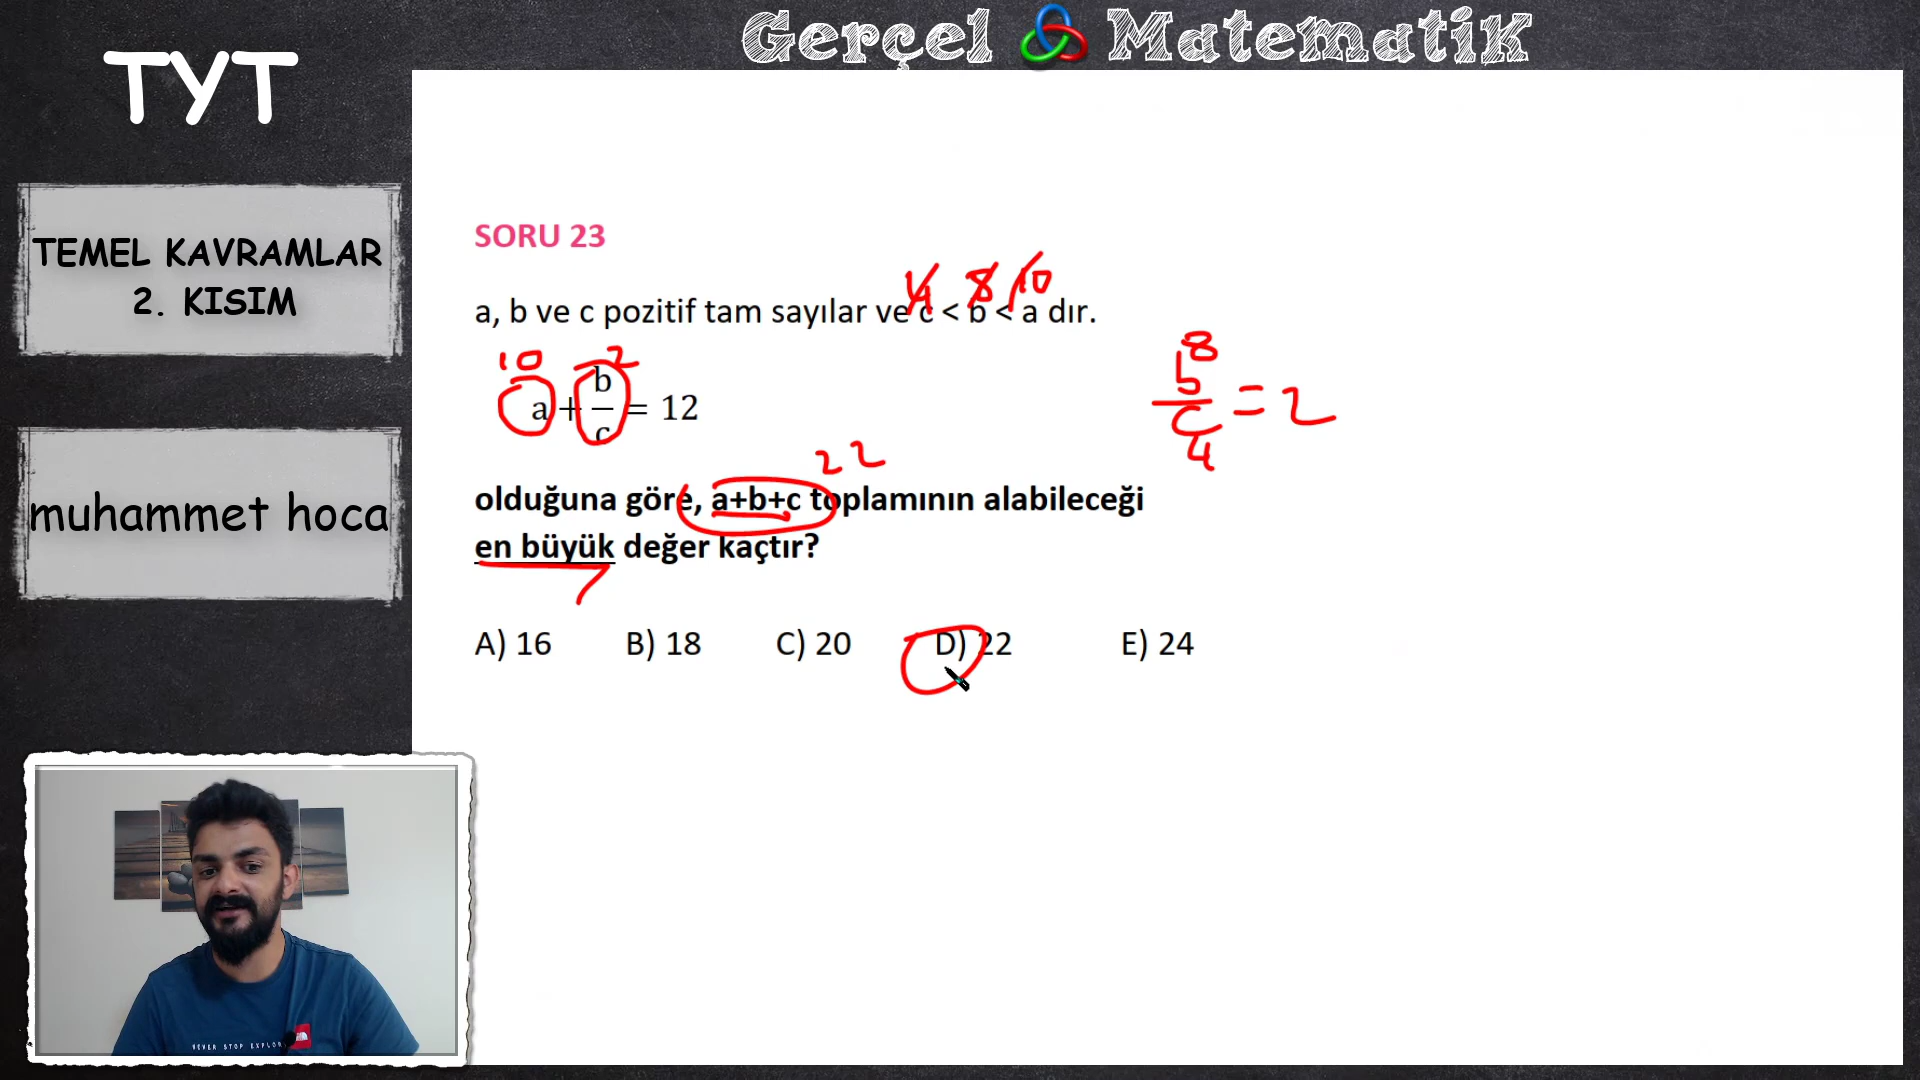 Gerçel Matematik
TYT
TEMEL KAVRAMLAR
2. KISIM
muhammet hoca
SORU 23
4 8 10
a, b ve c pozitif tam sayılar ve c < b < a dır.
10 2
a + b/c = 12
b/c = 2
8
4
22
olduğuna göre, a+b+c toplamının alabileceği
en büyük değer kaçtır?
A) 16 B) 18 C) 20 D) 22 E) 24
NEVER STOP EXPLOR